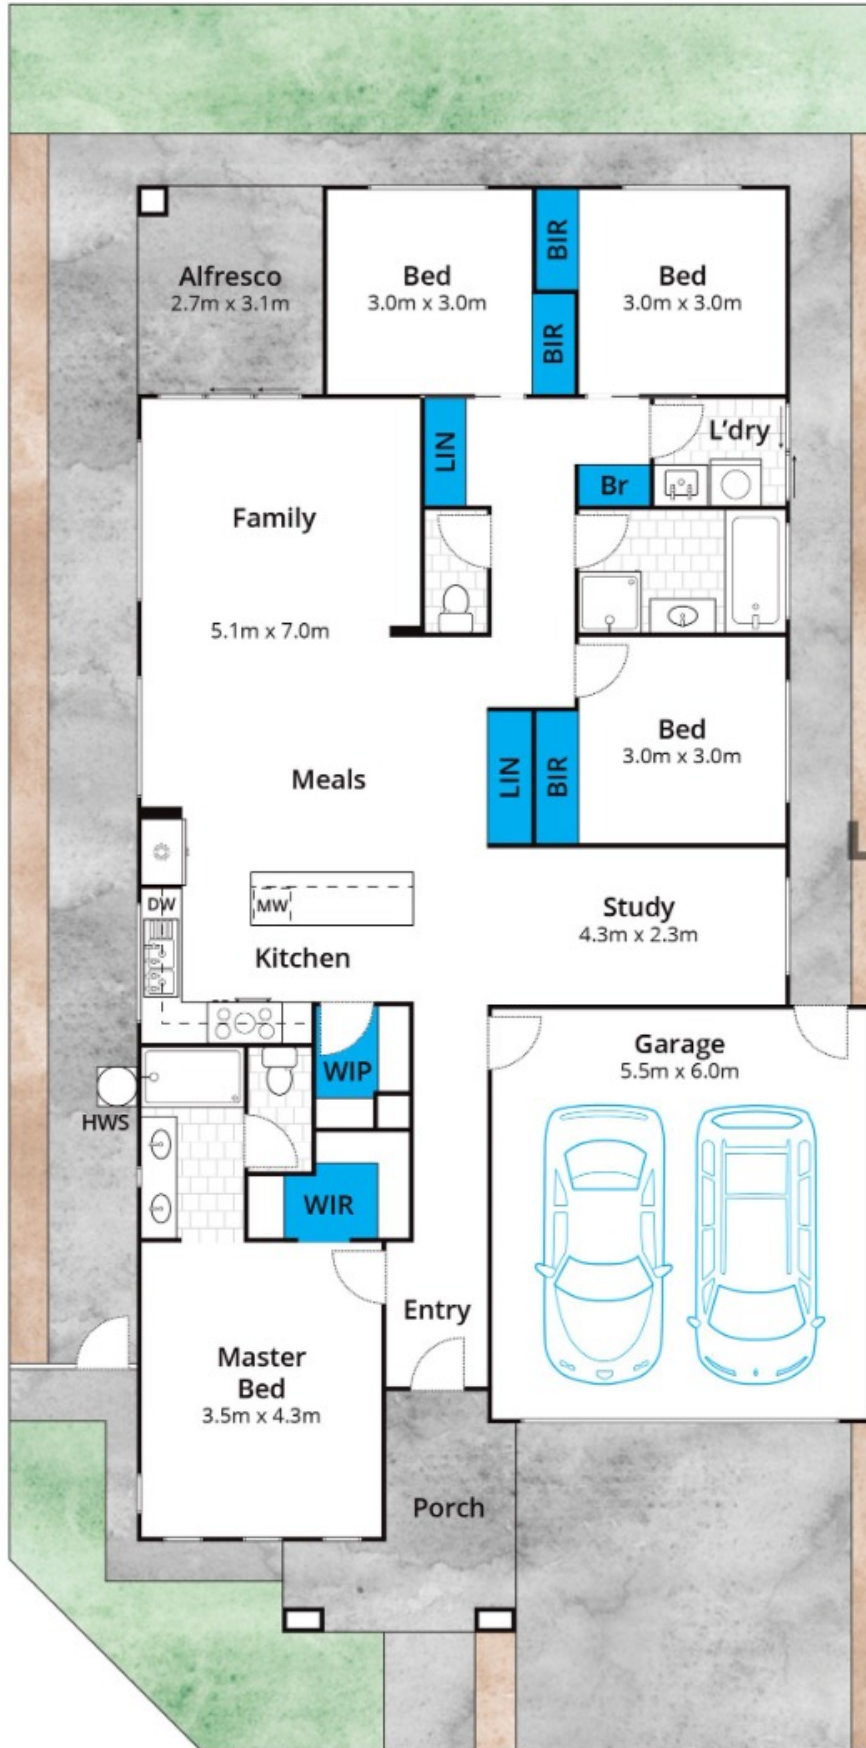 Alfresco
2.7m x 3.1m
Bed
3.0m x 3.0m
BIR
BIR
Bed
3.0m x 3.0m
LIN
L'dry
Br
Family
5.1m x 7.0m
Meals
LIN
BIR
Bed
3.0m x 3.0m
L
DW
MW
Kitchen
Study
4.3m x 2.3m
WIP
HWS
WIR
Garage
5.5m x 6.0m
Entry
Master
Bed
3.5m x 4.3m
Porch